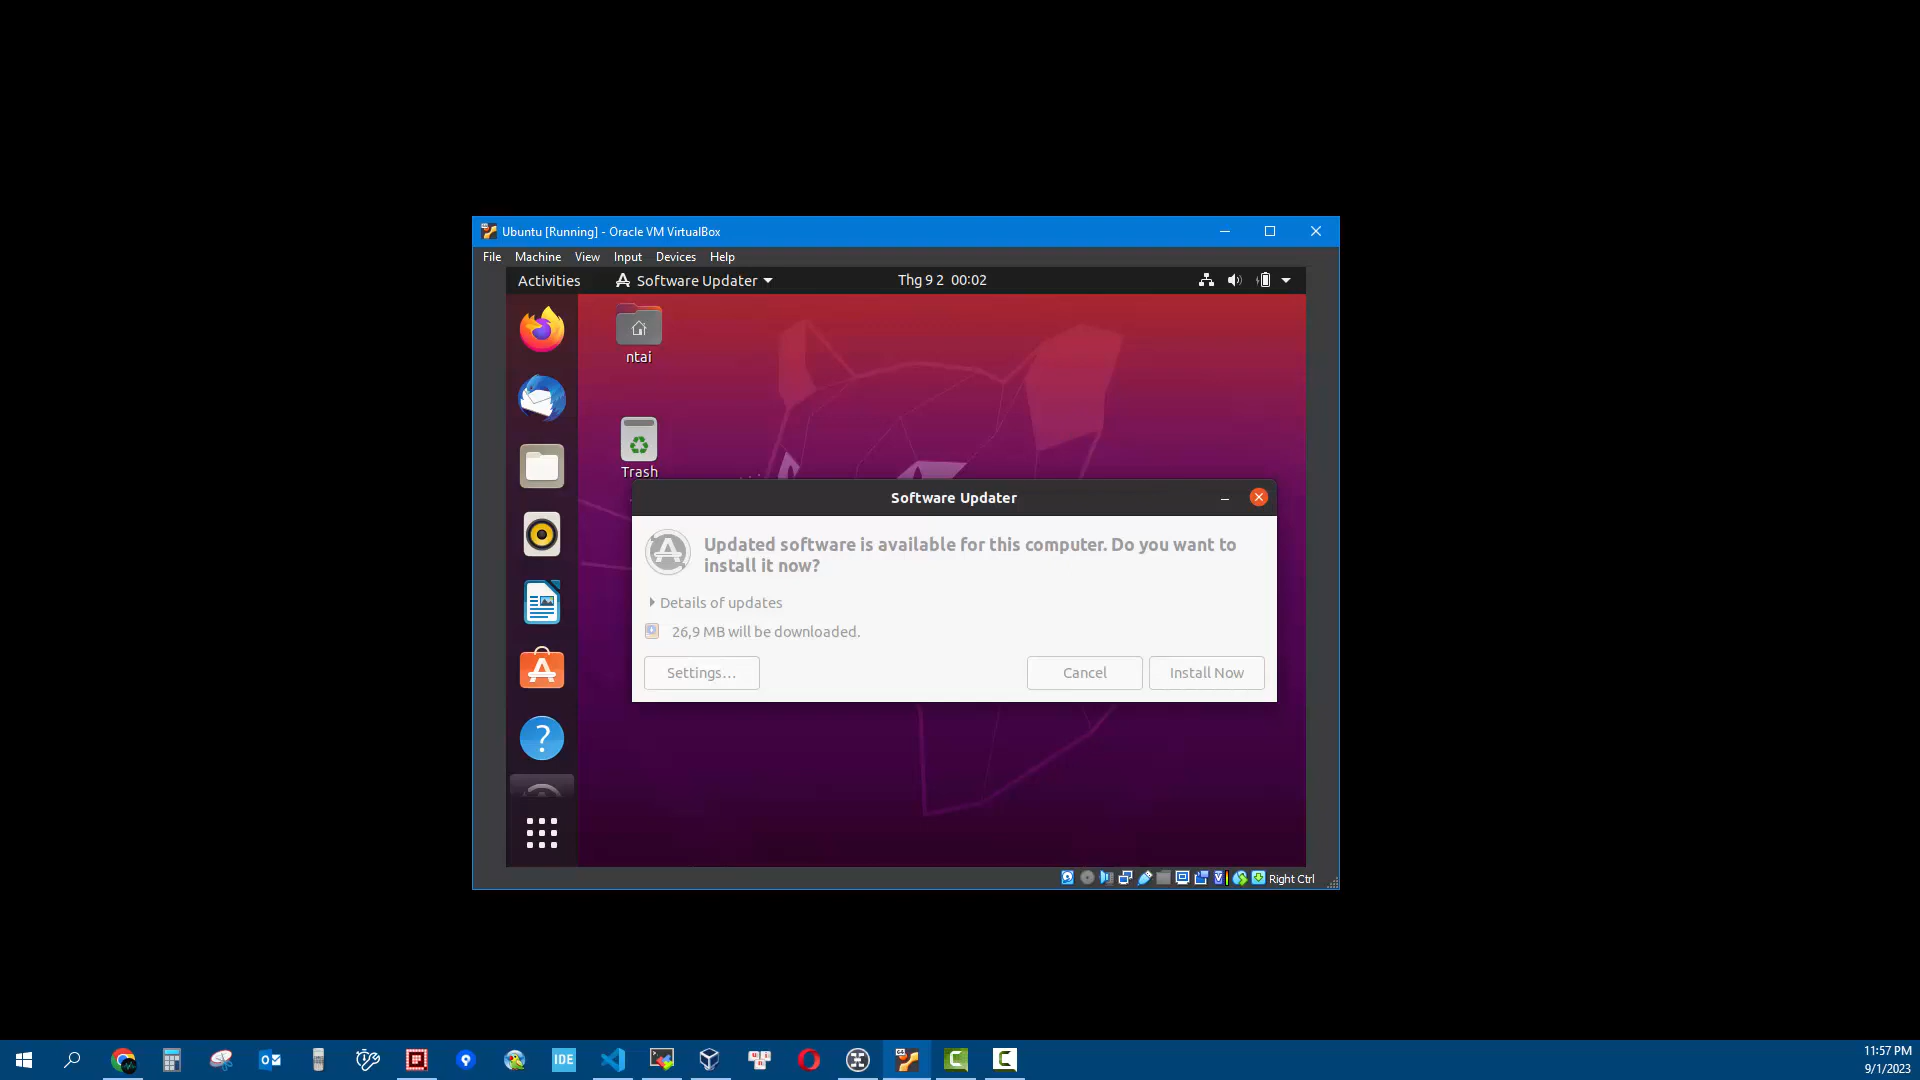 Ubuntu [Running] - Oracle VM VirtualBox
File Machine View Input Devices Help
Activities Software Updater Thg 9 2 00:02
ntai
Trash
Software Updater
Updated software is available for this computer. Do you want to
install it now?
Details of updates
26,9 MB will be downloaded.
Settings… Cancel Install Now
Right Ctrl
IDE
11:57 PM
9/1/2023